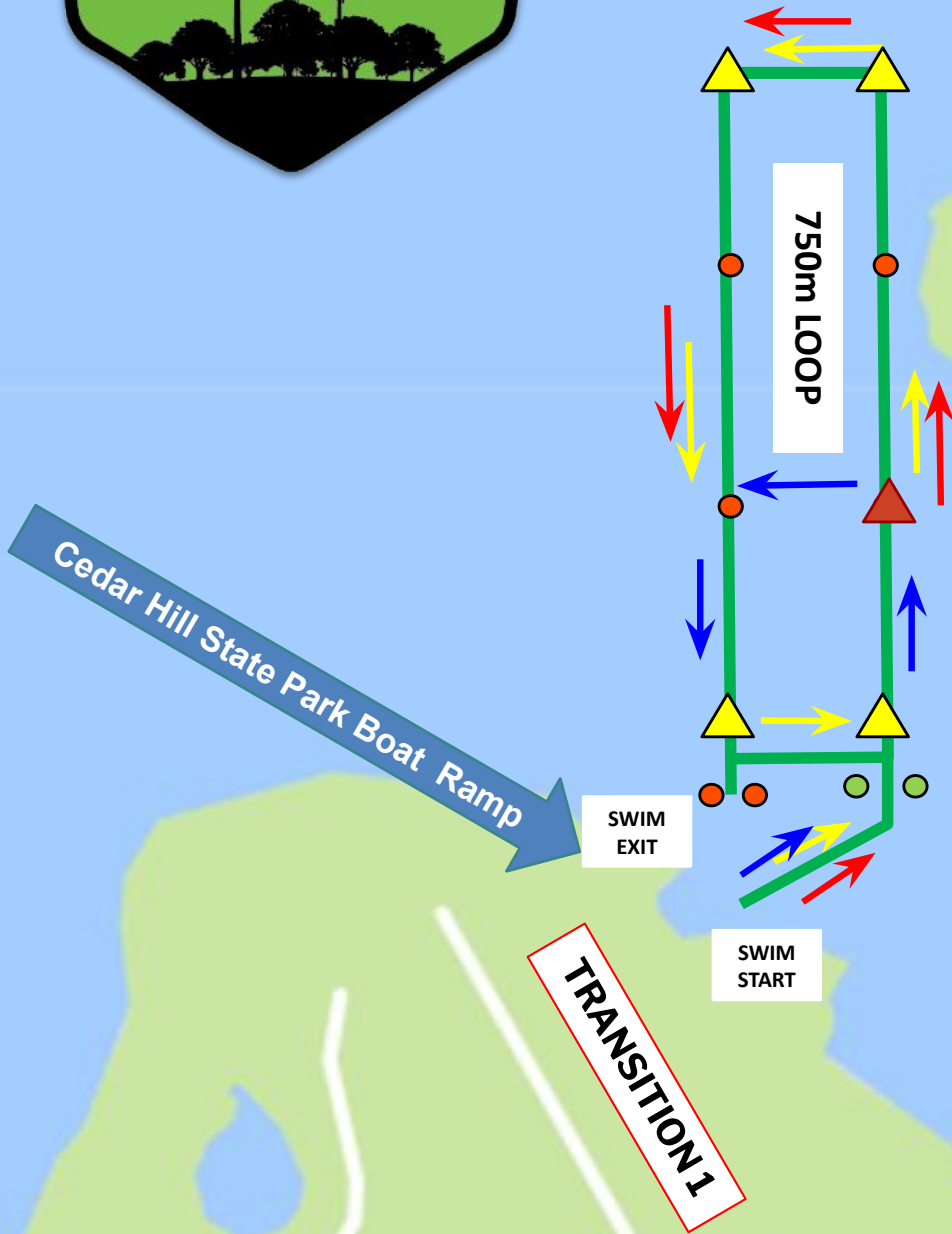 750m LOOP
Cedar Hill State Park Boat Ramp
SWIM
EXIT
SWIM
START
TRANSITION 1